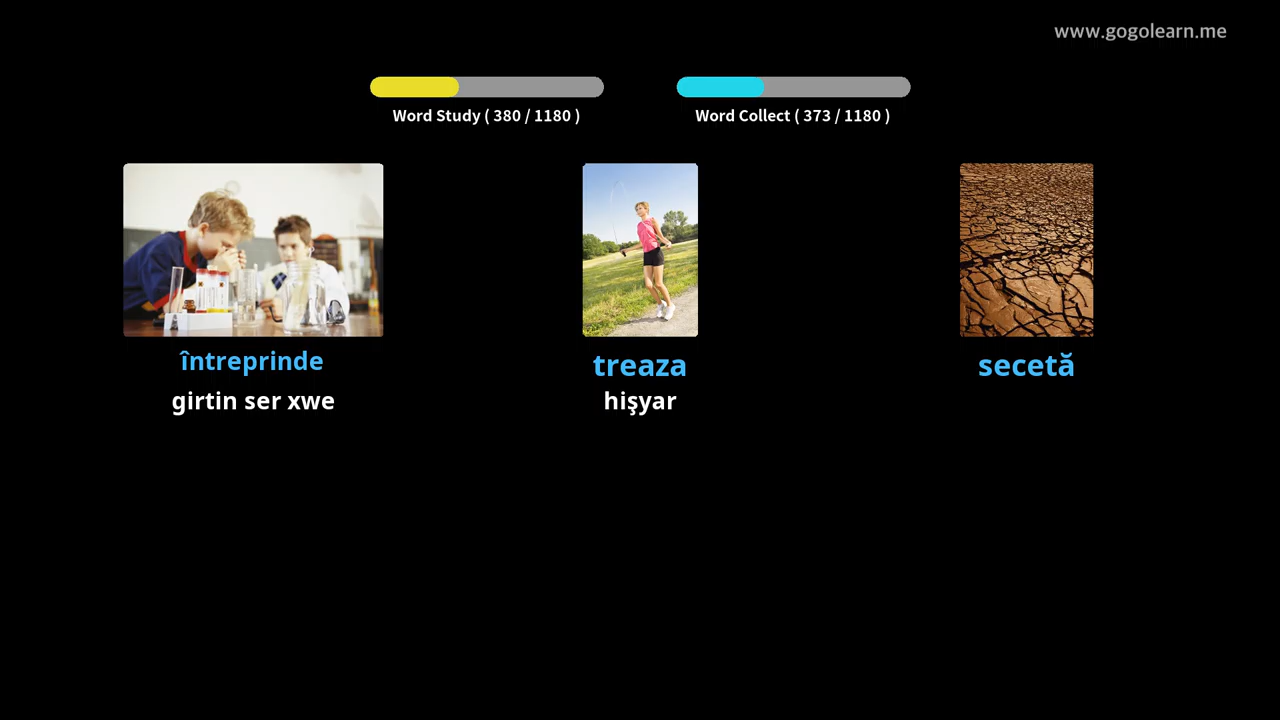 www.gogolearn.me
Word Study ( 380 / 1180 )
Word Collect ( 373 / 1180 )
întreprinde
girtin ser xwe
treaza
hişyar
secetă